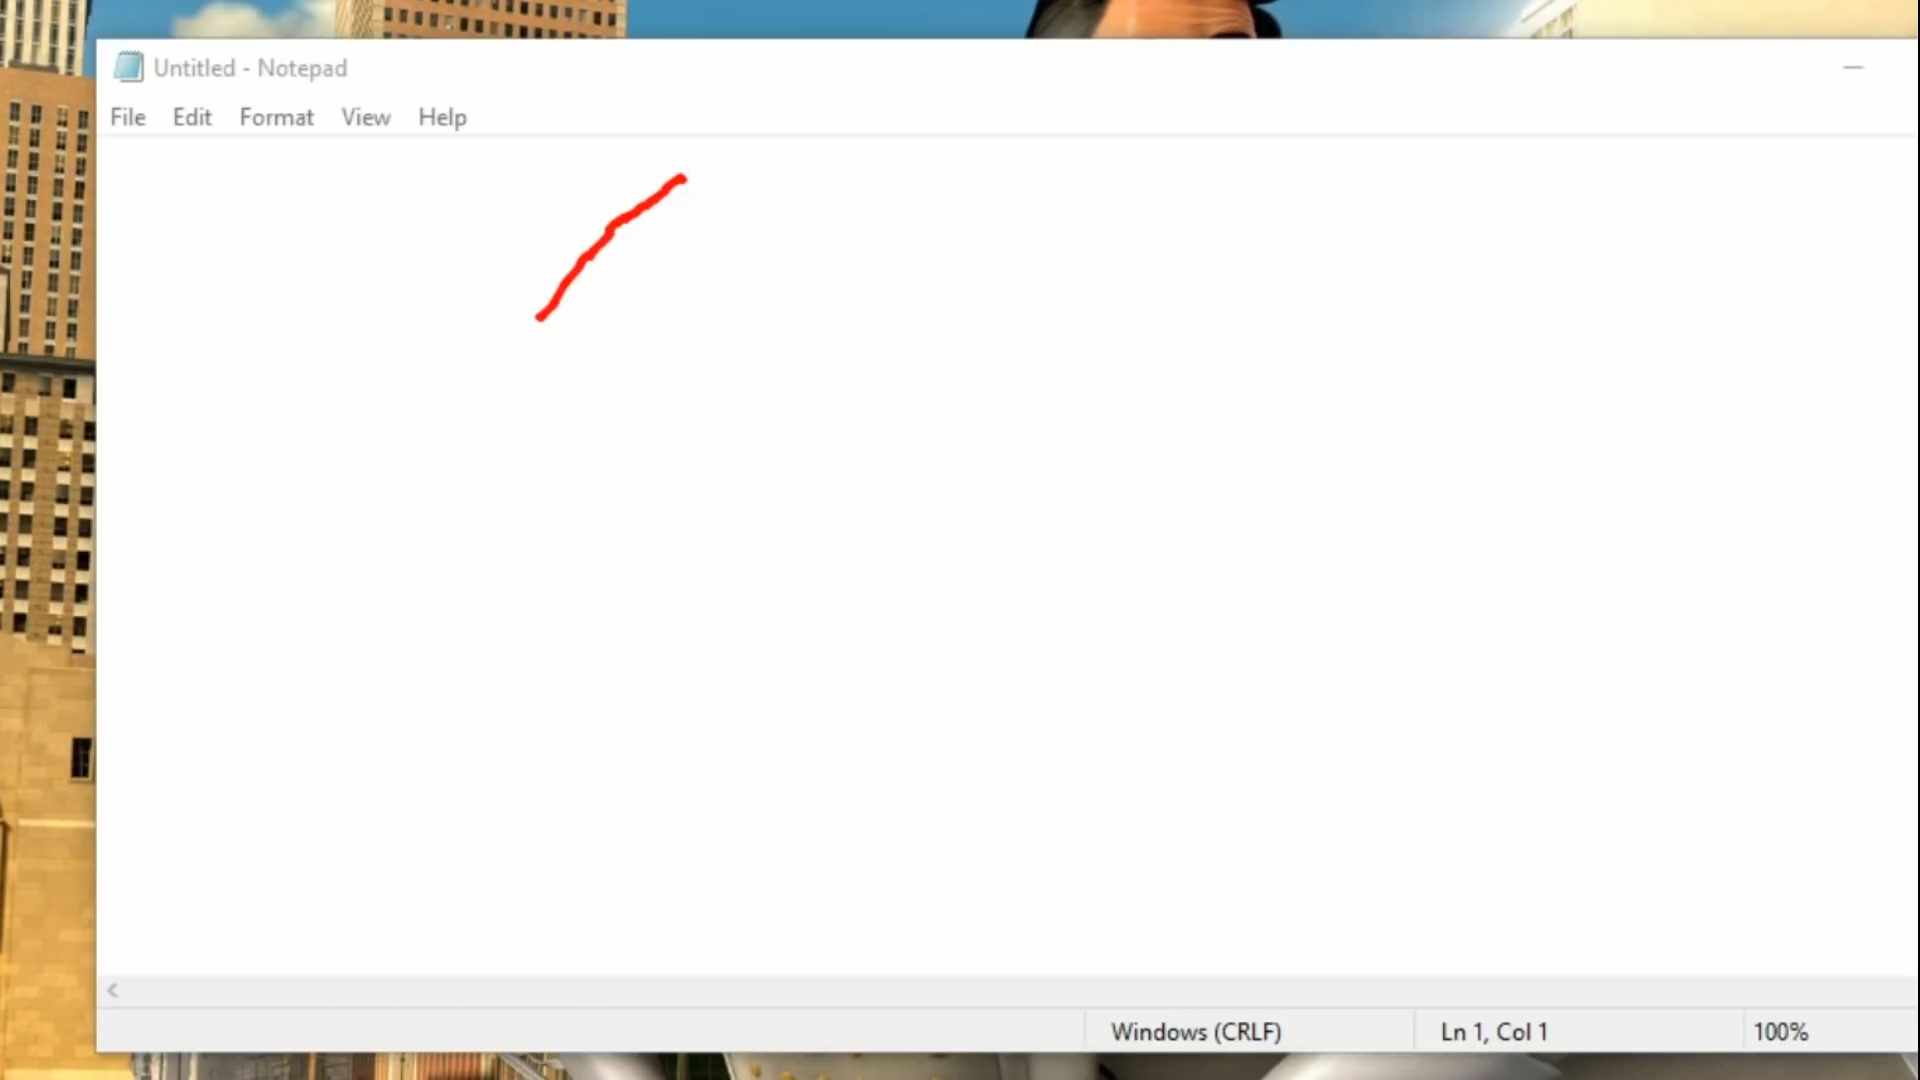 Untitled - Notepad
File Edit Format View Help
Windows (CRLF) Ln 1, Col 1 100%